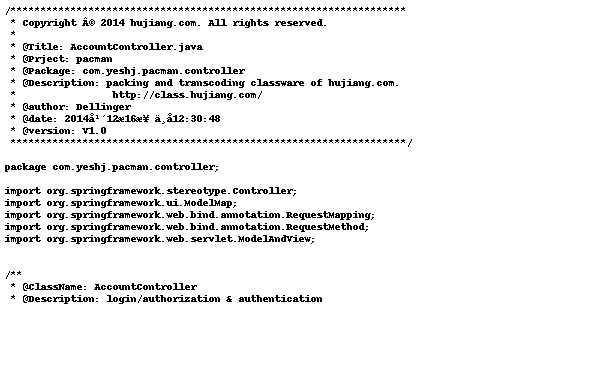 /******************************************************************
 * Copyright Â© 2014 hujiang.com. All rights reserved.
 *
 * @Title: AccountController.java
 * @Prject: pacman
 * @Package: com.yeshj.pacman.controller
 * @Description: packing and transcoding classware of hujiang.com.
 *                http://class.hujiang.com/
 * @author: Dellinger
 * @date: 2014å¹´12æ16æ¥ ä¸å12:30:48
 * @version: V1.0
 ******************************************************************/
package com.yeshj.pacman.controller;
import org.springframework.stereotype.Controller;
import org.springframework.ui.ModelMap;
import org.springframework.web.bind.annotation.RequestMapping;
import org.springframework.web.bind.annotation.RequestMethod;
import org.springframework.web.servlet.ModelAndView;
/**
 * @ClassName: AccountController
 * @Description: login/authorization & authentication